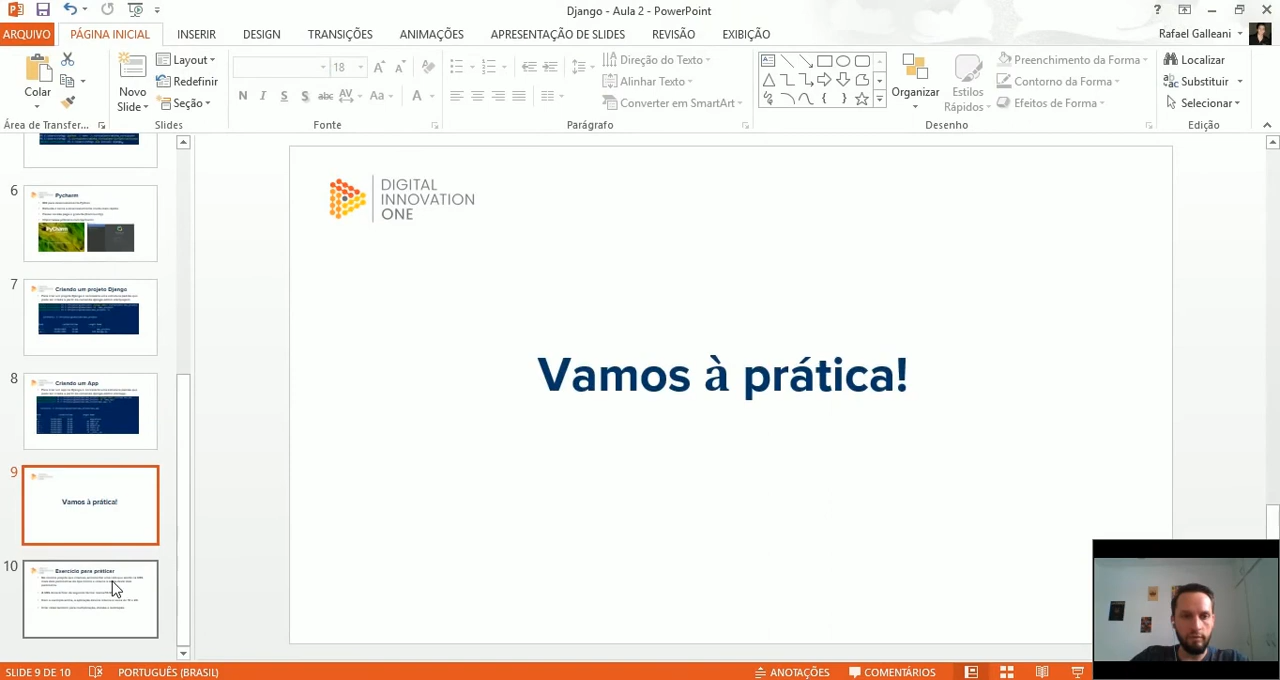 Django - Aula 2 - PowerPoint
ARQUIVO PÁGINA INICIAL INSERIR DESIGN TRANSIÇÕES ANIMAÇÕES APRESENTAÇÃO DE SLIDES REVISÃO EXIBIÇÃO Rafael Galleani
Colar
Novo
Slide
Layout
Redefinir
Seção
18
N I S S abc AV Aa A
Direção do Texto
Alinhar Texto
Converter em SmartArt
Organizar
Estilos
Rápidos
Preenchimento da Forma
Contorno da Forma
Efeitos de Forma
Localizar
Substituir
Selecionar
Área de Transfer... Slides Fonte Parágrafo Desenho Edição
6
Pycharm
PyCharm
7
Criando um projeto Django
8
Criando um App
9
Vamos à prática!
10
Exercício para praticar
DIGITAL
INNOVATION
ONE
Vamos à prática!
SLIDE 9 DE 10 PORTUGUÊS (BRASIL) ANOTAÇÕES COMENTÁRIOS